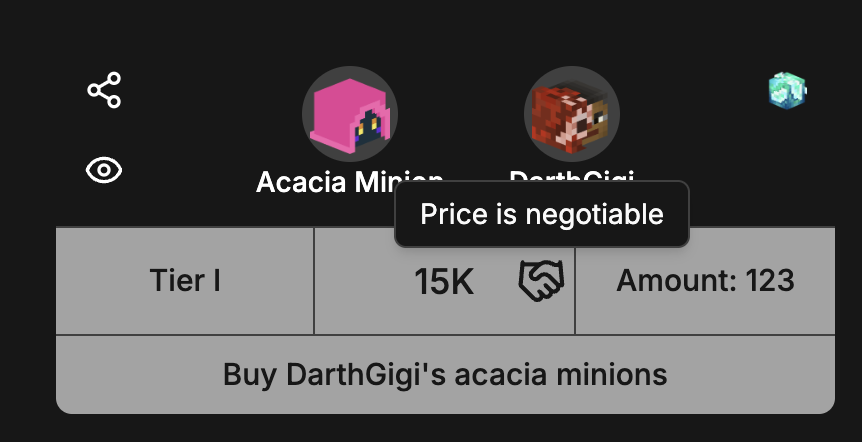 Acacia Minion
DarthGigi
Price is negotiable
Tier I
15K
Amount: 123
Buy DarthGigi's acacia minions